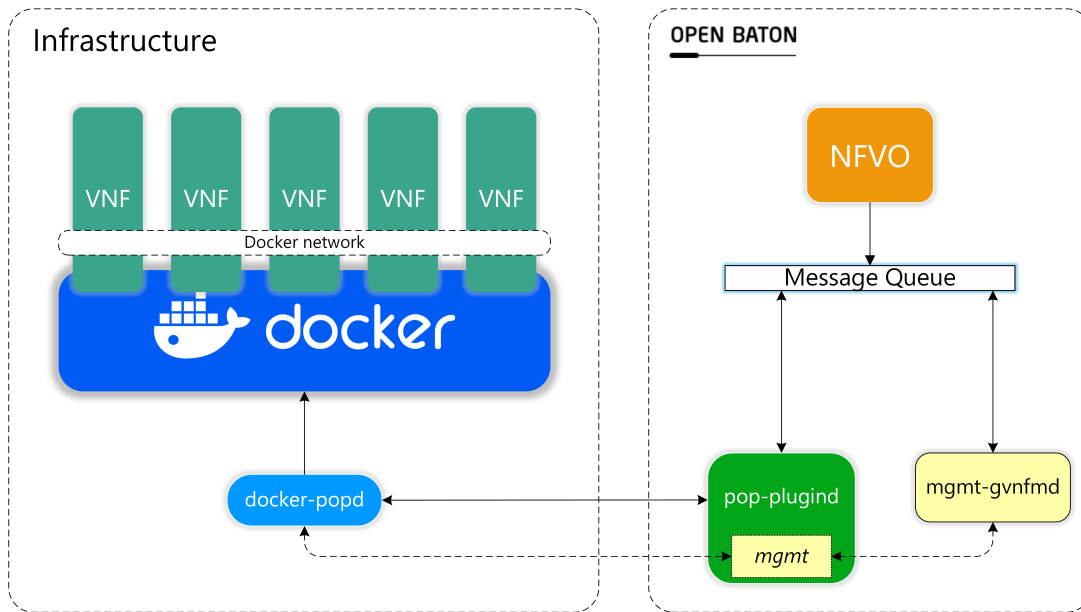 Infrastructure
VNF VNF VNF VNF VNF
Docker network
docker
docker-popd
OPEN BATON
NFVO
Message Queue
pop-plugind
mgmt
mgmt-gvnfmd